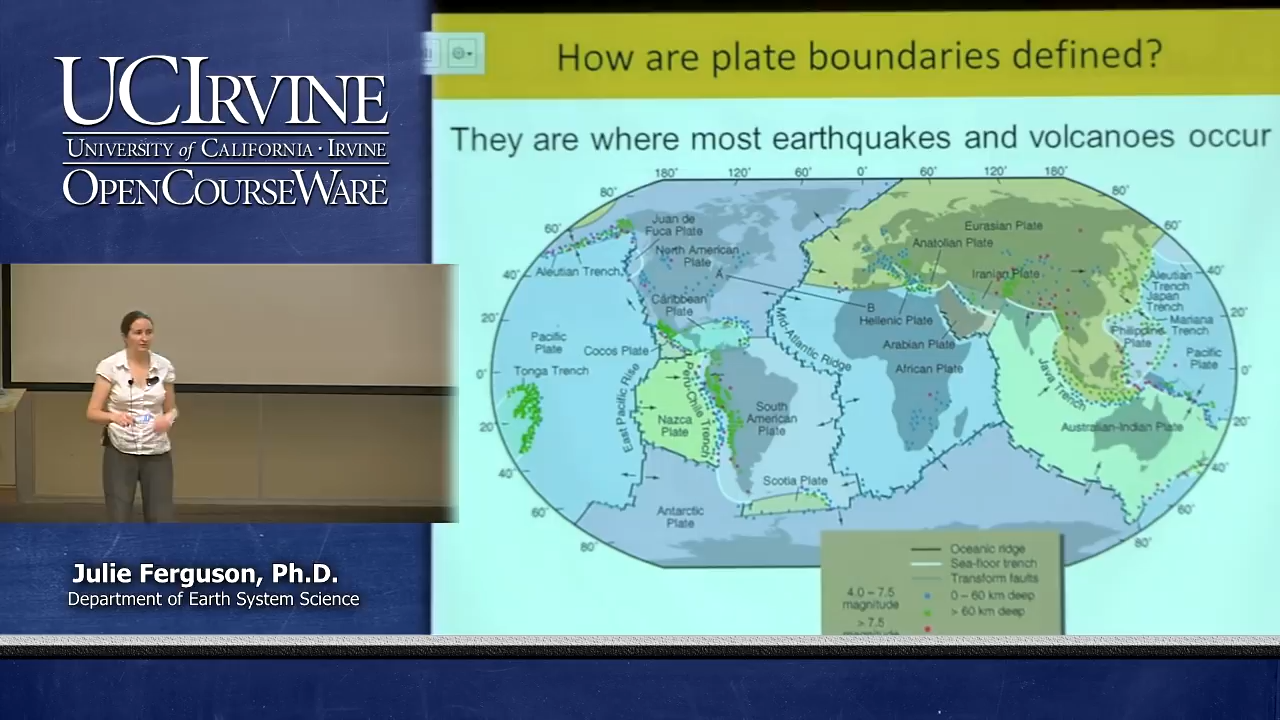 UCIRVINE
UNIVERSITY of CALIFORNIA · IRVINE
OPENCOURSEWARE
Julie Ferguson, Ph.D.
Department of Earth System Science
How are plate boundaries defined?
They are where most earthquakes and volcanoes occur
180° 120° 60° 0° 60° 120° 180°
80° 80°
60° 60°
40° 40°
20° 20°
0° 0°
20° 20°
40° 40°
60° 60°
80° 80°
Juan de
Fuca Plate
North American
Plate
A
Aleutian Trench
Caribbean
Plate
Pacific
Plate
Cocos Plate
Tonga Trench
East Pacific Rise
Nazca
Plate
Peru-Chile Trench
South
American
Plate
Mid-Atlantic Ridge
Scotia Plate
Antarctic
Plate
Eurasian Plate
Anatolian Plate
Iranian Plate
B
Hellenic Plate
Arabian Plate
African Plate
Java Trench
Australian-Indian Plate
Aleutian
Trench
Japan
Trench
Mariana
Trench
Philippine
Plate
Pacific
Plate
Oceanic ridge
Sea-floor trench
Transform faults
4.0 – 7.5
magnitude
0 – 60 km deep
> 60 km deep
> 7.5
magnitude